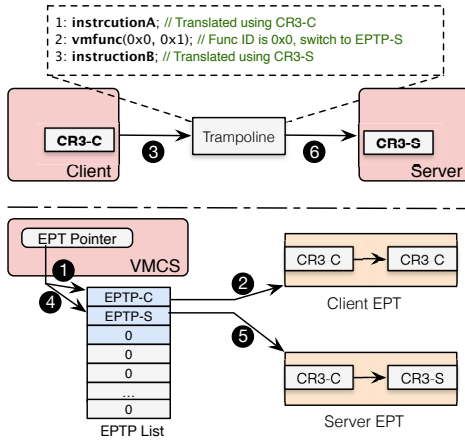 1: instrcutionA; // Translated using CR3-C
2: vmfunc(0x0, 0x1); // Func ID is 0x0, switch to EPTP-S
3: instructionB; // Translated using CR3-S
CR3-C
3
Trampoline
6
CR3-S
Client
Server
EPT Pointer
VMCS
1
4
EPTP-C
EPTP-S
0
0
0
...
0
EPTP List
2
CR3 C
CR3 C
Client EPT
5
CR3-C
CR3-S
Server EPT